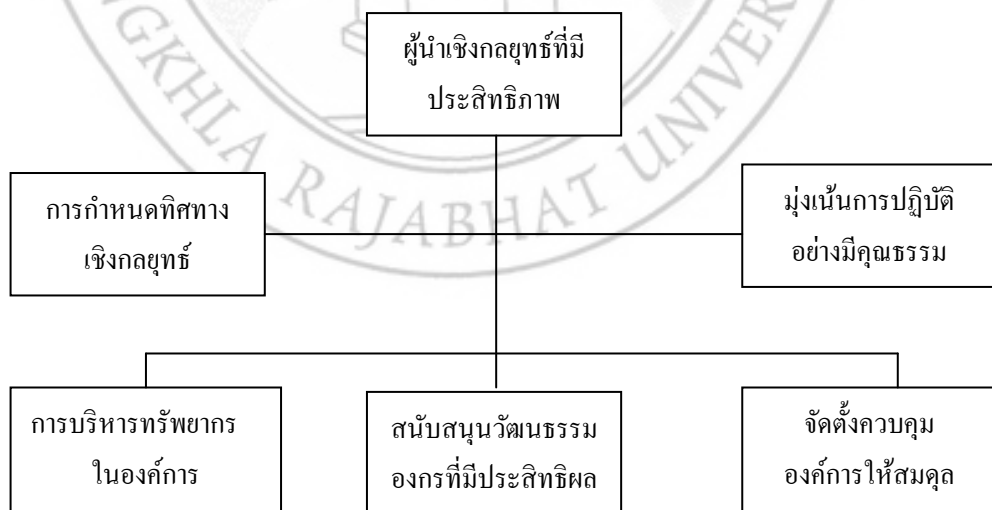 ผู้นำเชิงกลยุทธ์ที่มี
ประสิทธิภาพ
การกำหนดทิศทาง
เชิงกลยุทธ์
มุ่งเน้นการปฏิบัติ
อย่างมีคุณธรรม
การบริหารทรัพยากร
ในองค์การ
สนับสนุนวัฒนธรรม
องกรที่มีประสิทธิผล
จัดตั้งควบคุม
องค์การให้สมดุล
RAJABHAT